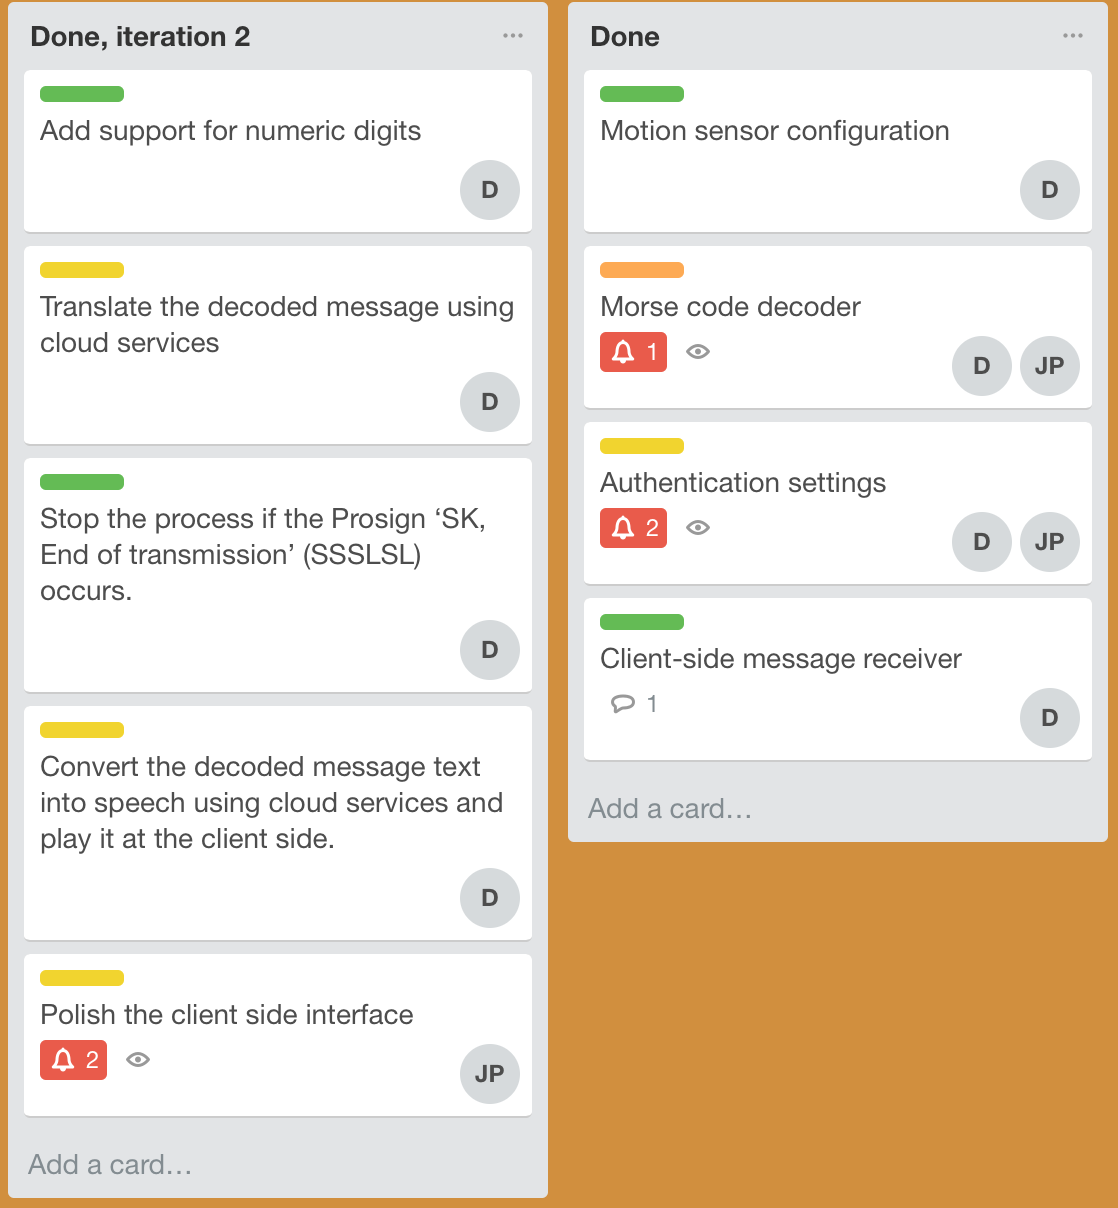 Done, iteration 2
Add support for numeric digits
D
Translate the decoded message using
cloud services
D
Stop the process if the Prosign ‘SK,
End of transmission’ (SSSLSL)
occurs.
D
Convert the decoded message text
into speech using cloud services and
play it at the client side.
D
Polish the client side interface
2
JP
Add a card…
Done
Motion sensor configuration
D
Morse code decoder
1
D JP
Authentication settings
2
D JP
Client-side message receiver
1
D
Add a card…